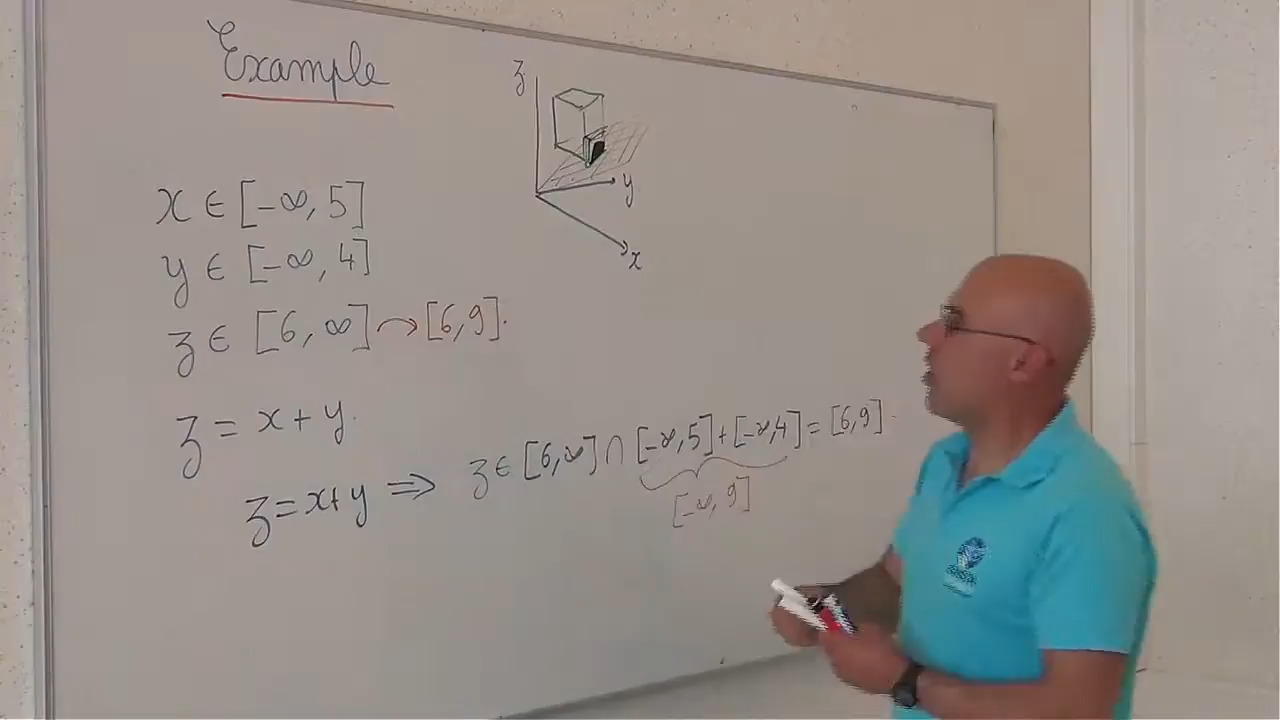 Example
z
y
x
x ∈ [-∞, 5]
y ∈ [-∞, 4]
z ∈ [6, ∞] → [6, 9].
z = x + y.
z = x + y ⇒ z ∈ [6, ∞] ∩ [-∞, 5] + [-∞, 4] = [6, 9].
[-∞, 9]